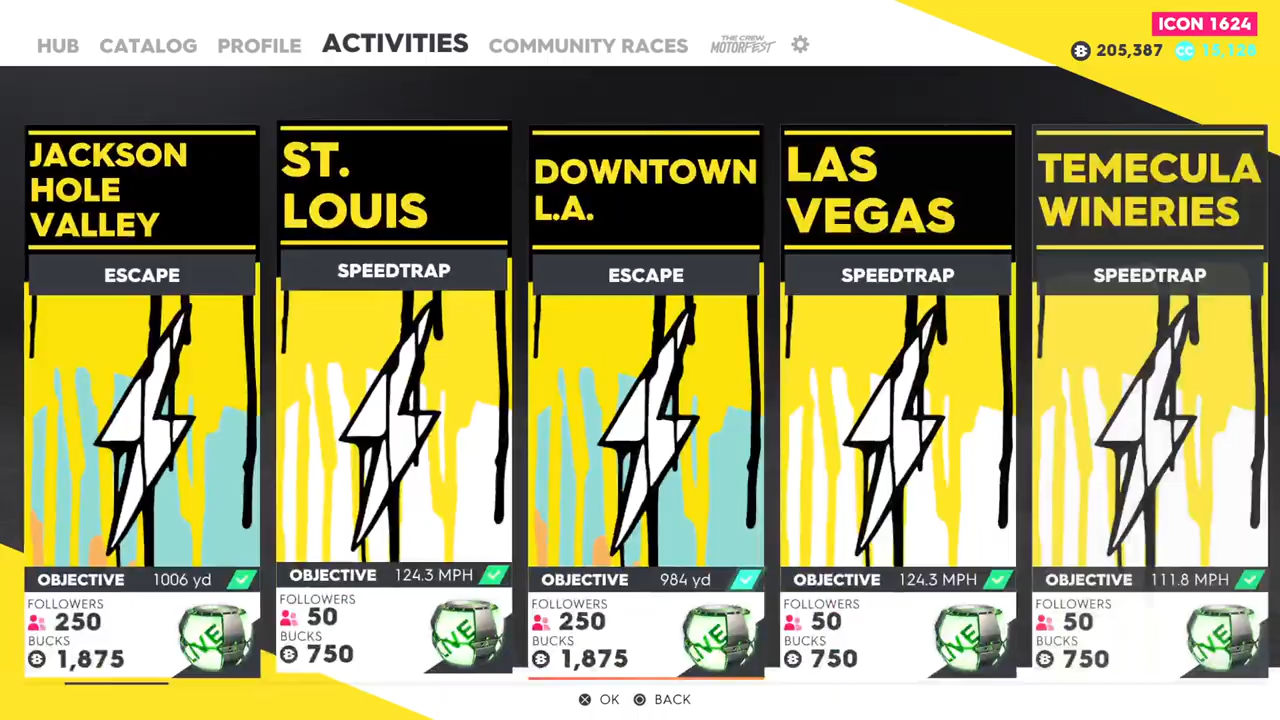 ICON 1624
HUB CATALOG PROFILE ACTIVITIES COMMUNITY RACES THE CREW MOTORFEST
205,387 CC 15,128
JACKSON
HOLE
VALLEY
ESCAPE
OBJECTIVE 1006 yd
FOLLOWERS
250
BUCKS
1,875
ST.
LOUIS
SPEEDTRAP
OBJECTIVE 124.3 MPH
FOLLOWERS
50
BUCKS
750
DOWNTOWN
L.A.
ESCAPE
OBJECTIVE 984 yd
FOLLOWERS
250
BUCKS
1,875
LAS
VEGAS
SPEEDTRAP
OBJECTIVE 124.3 MPH
FOLLOWERS
50
BUCKS
750
TEMECULA
WINERIES
SPEEDTRAP
OBJECTIVE 111.8 MPH
FOLLOWERS
50
BUCKS
750
OK BACK